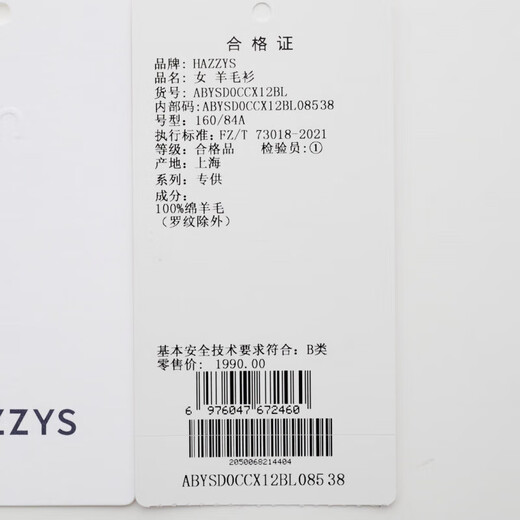 合格证
品牌: HAZZYS
品名: 女 羊毛衫
货号: ABYSD0CCX12BL
内部码: ABYSD0CCX12BL08538
号型: 160/84A
执行标准: FZ/T 73018-2021
等级: 合格品 检验员: ①
产地: 上海
系列: 专供
成分:
100%绵羊毛
（罗纹除外）
基本安全技术要求符合: B类
零售价: 1990.00
6 976047 672460
2050068214404
ABYSD0CCX12BL08538
ZZYS